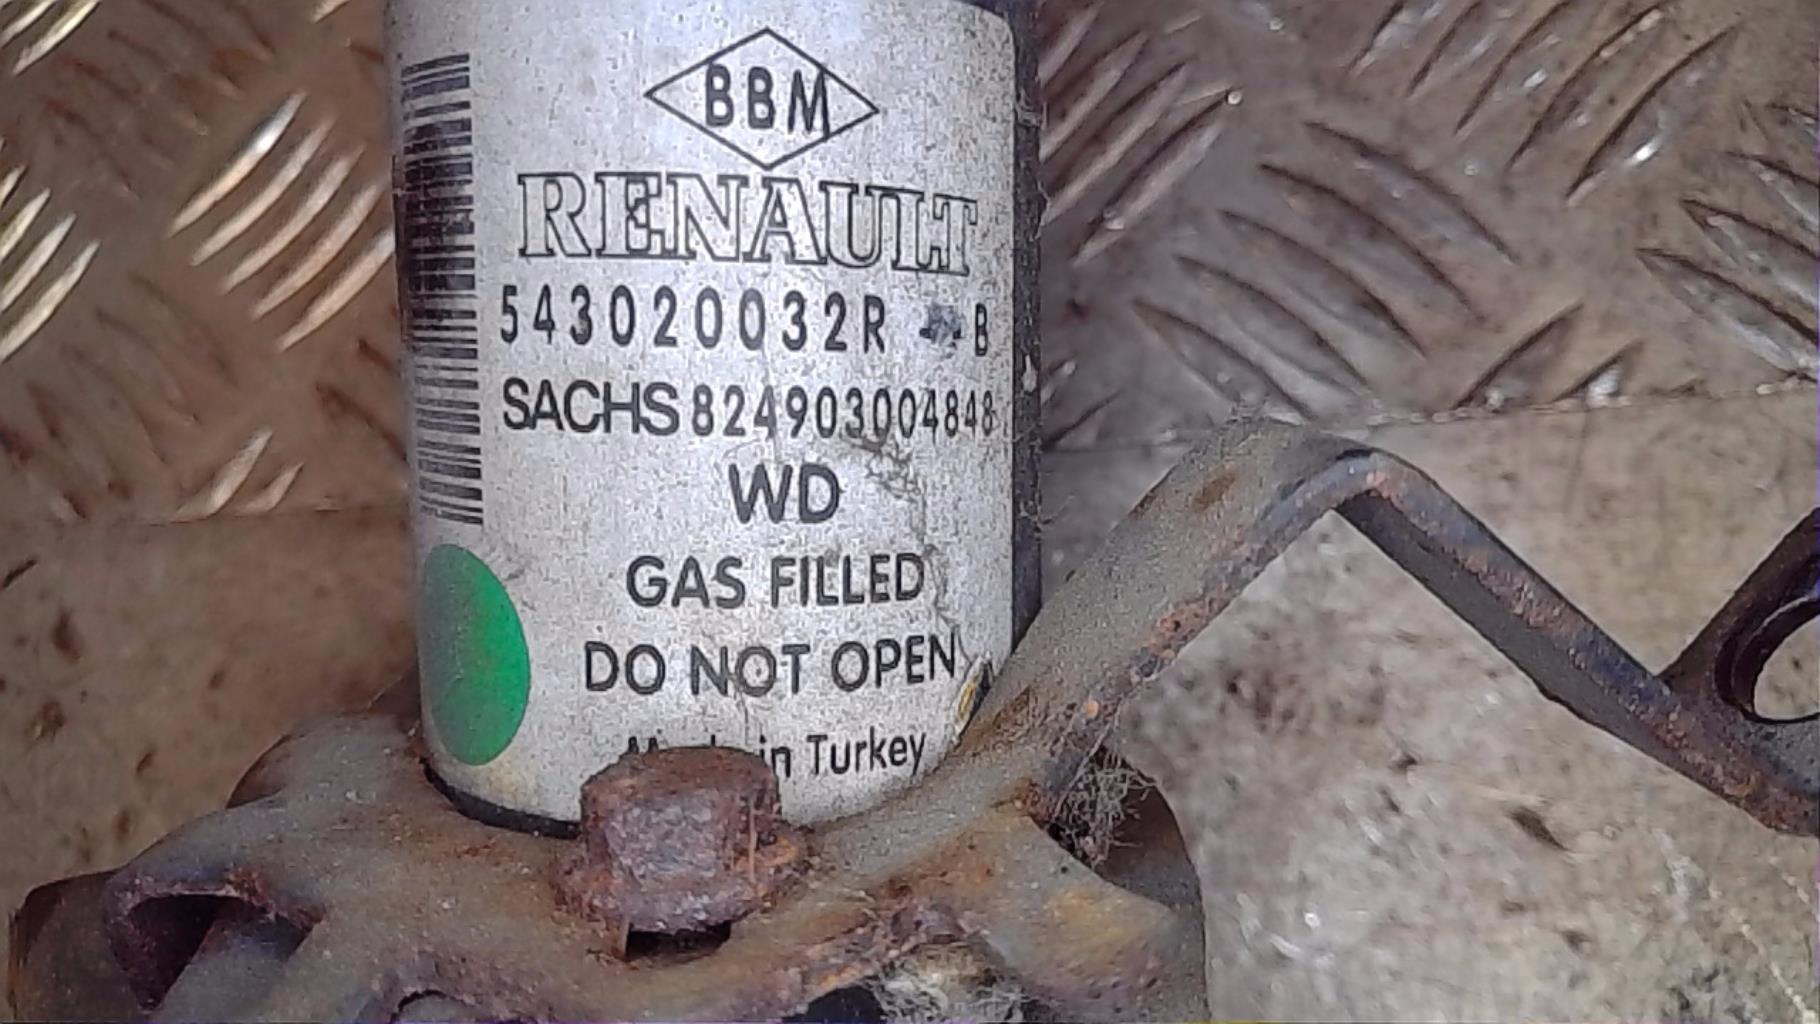 BBM
RENAULT
543020032R B
SACHS 824903004848
WD
GAS FILLED
DO NOT OPEN
in Turkey